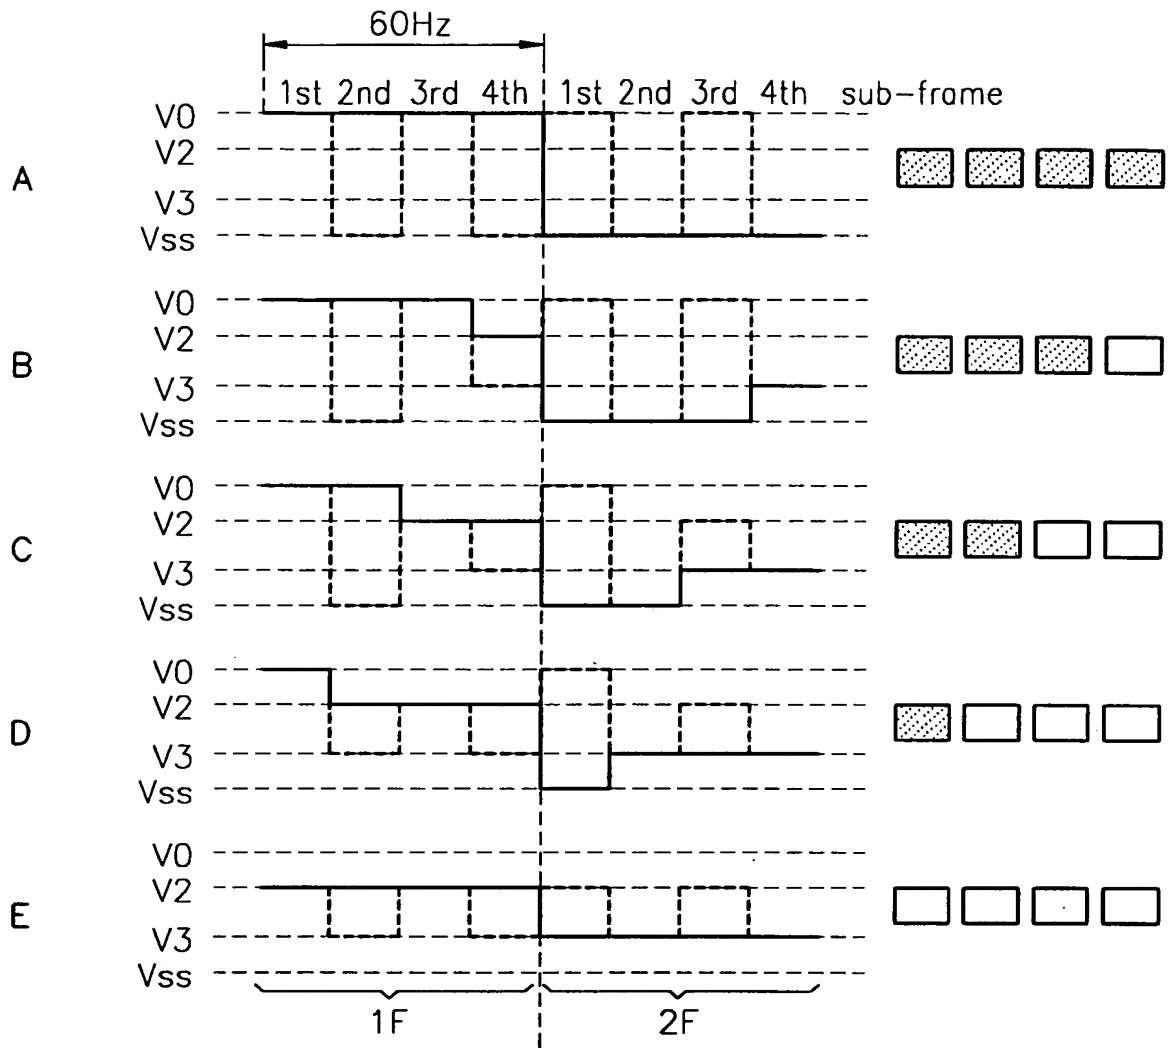 60Hz
1st 2nd 3rd 4th 1st 2nd 3rd 4th sub-frame
A
V0
V2
V3
Vss
B
V0
V2
V3
Vss
C
V0
V2
V3
Vss
D
V0
V2
V3
Vss
E
V0
V2
V3
Vss
1F 2F